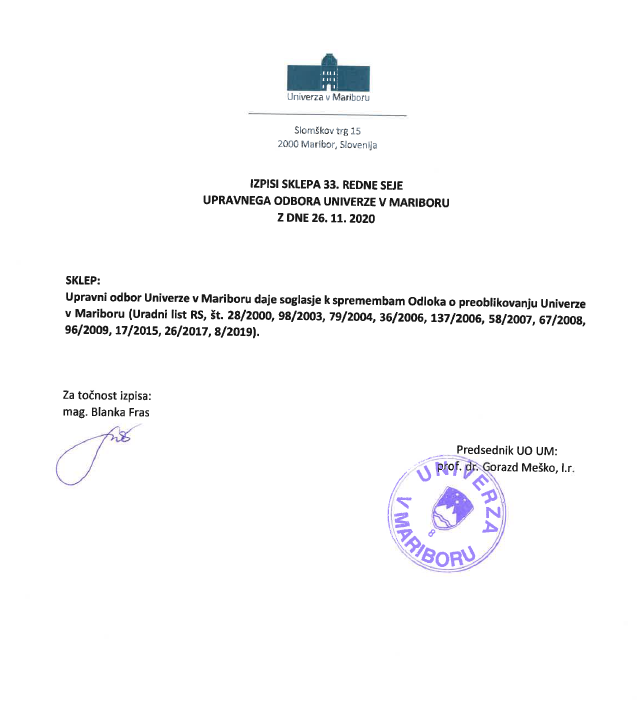 Univerza v Mariboru
Slomškov trg 15
2000 Maribor, Slovenija
IZPISI SKLEPA 33. REDNE SEJE
UPRAVNEGA ODBORA UNIVERZE V MARIBORU
Z DNE 26. 11. 2020
SKLEP:
Upravni odbor Univerze v Mariboru daje soglasje k spremembam Odloka o preoblikovanju Univerze
v Mariboru (Uradni list RS, št. 28/2000, 98/2003, 79/2004, 36/2006, 137/2006, 58/2007, 67/2008,
96/2009, 17/2015, 26/2017, 8/2019).
Za točnost izpisa:
mag. Blanka Fras
Predsednik UO UM:
prof. dr. Gorazd Meško, l.r.
UNIVERZA
V MARIBORU
8